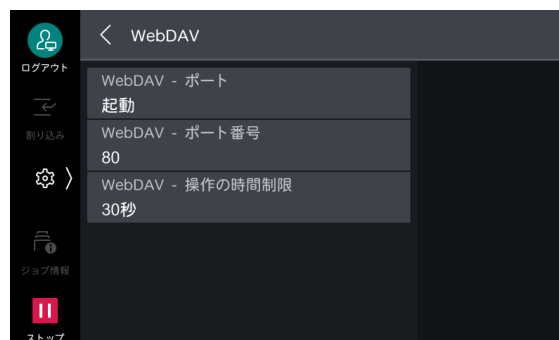 WebDAV
ログアウト
WebDAV - ポート
起動
割り込み
WebDAV - ポート番号
80
WebDAV - 操作の時間制限
30秒
ジョブ情報
ストップ